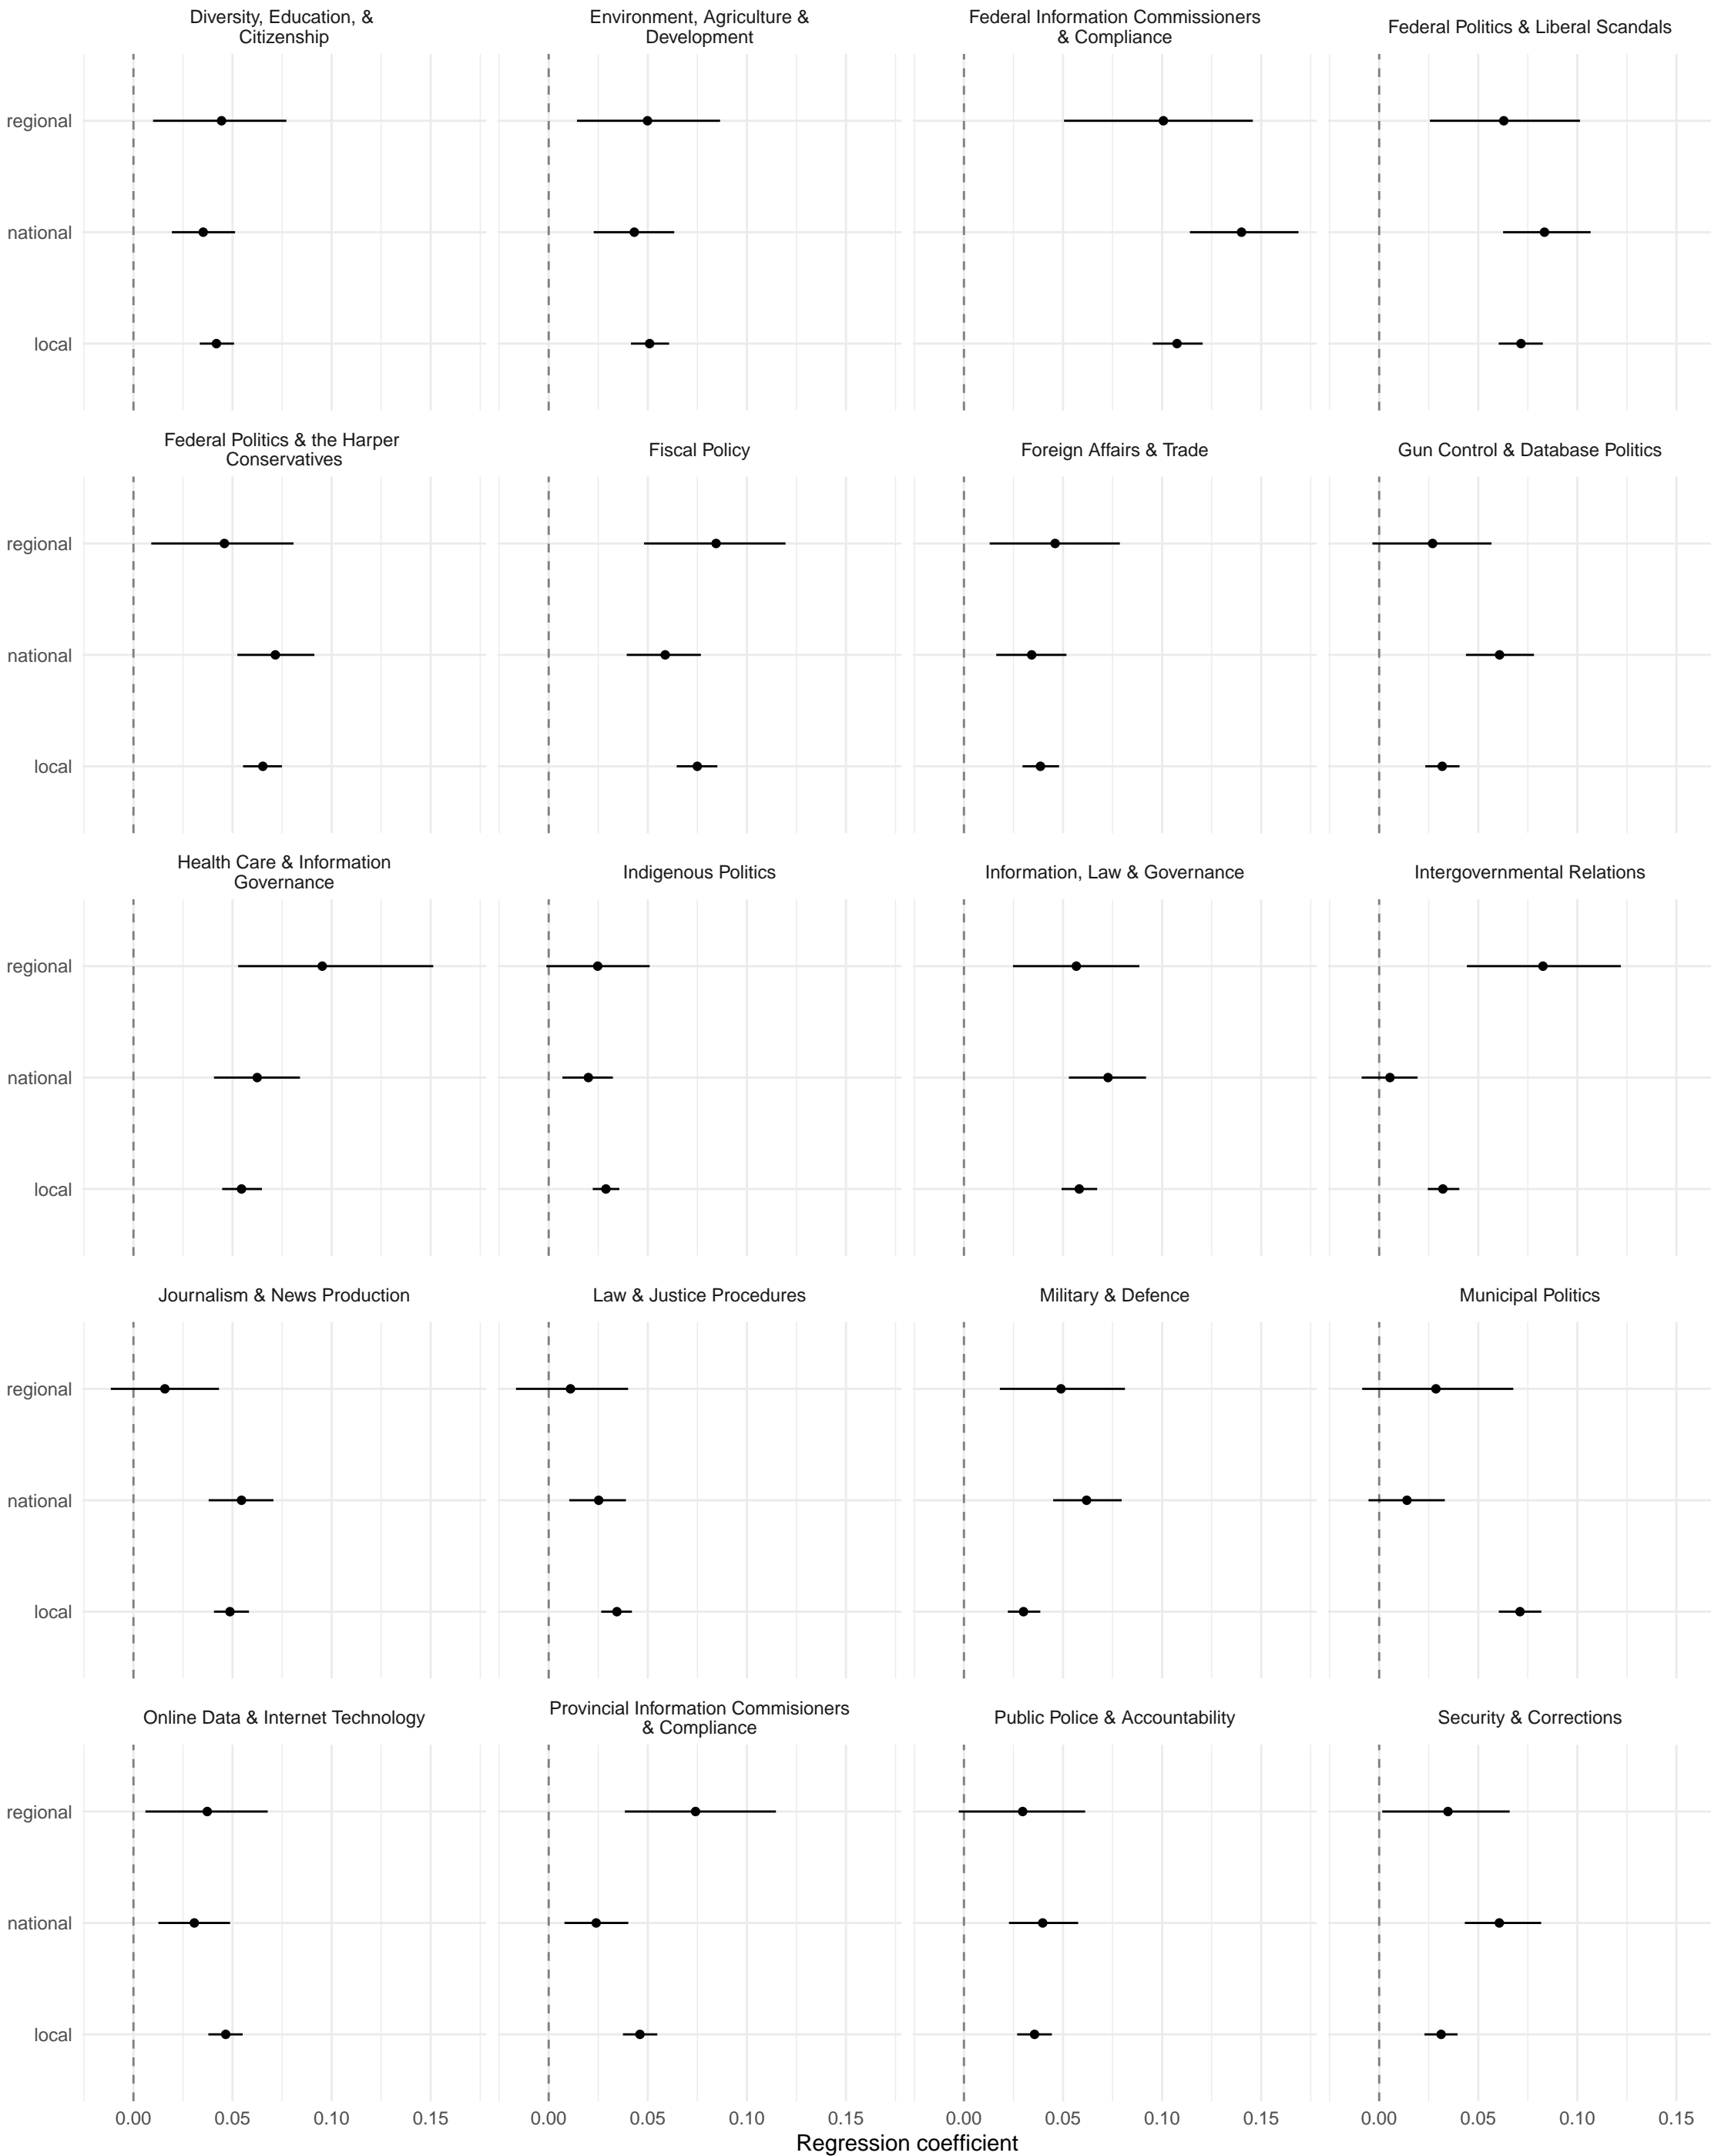 Diversity, Education, &
Citizenship
Environment, Agriculture &
Development
Federal Information Commissioners
& Compliance
Federal Politics & Liberal Scandals
regional
national
local
Federal Politics & the Harper
Conservatives
Fiscal Policy
Foreign Affairs & Trade
Gun Control & Database Politics
regional
national
local
Health Care & Information
Governance
Indigenous Politics
Information, Law & Governance
Intergovernmental Relations
regional
national
local
Journalism & News Production
Law & Justice Procedures
Military & Defence
Municipal Politics
regional
national
local
Online Data & Internet Technology
Provincial Information Commisioners
& Compliance
Public Police & Accountability
Security & Corrections
regional
national
local
0.00 0.05 0.10 0.15 0.00 0.05 0.10 0.15 0.00 0.05 0.10 0.15 0.00 0.05 0.10 0.15
Regression coefficient